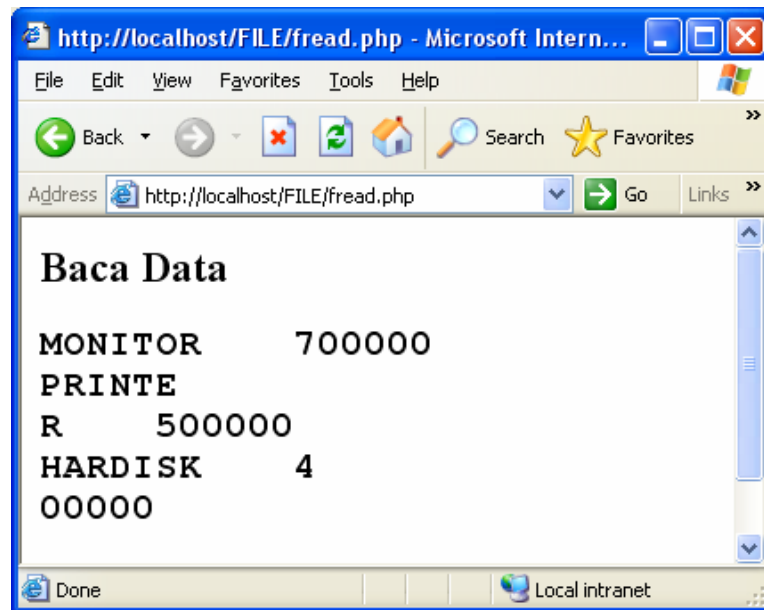 http://localhost/FILE/fread.php - Microsoft Intern...
File Edit View Favorites Tools Help
Back Search Favorites »
Address http://localhost/FILE/fread.php Go Links »
Baca Data
MONITOR 700000
PRINTE
R 500000
HARDISK 4
00000
Done Local intranet